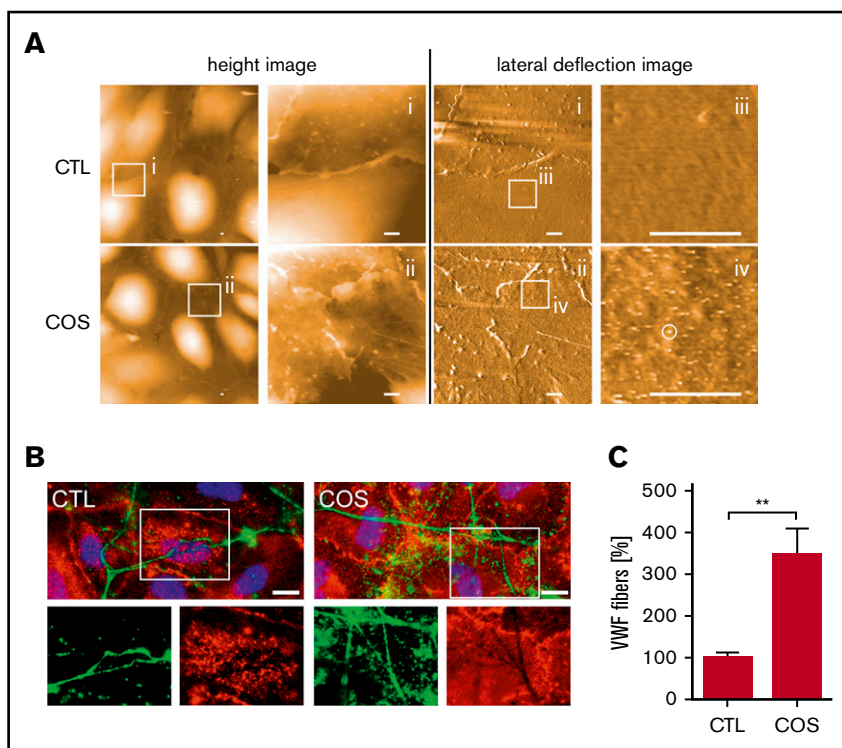 A
height image
lateral deflection image
CTL
i
i
i
iii
iii
COS
ii
ii
ii
iv
iv
B
CTL
COS
C
VWF fibers [%]
500
400
300
200
100
0
**
CTL
COS